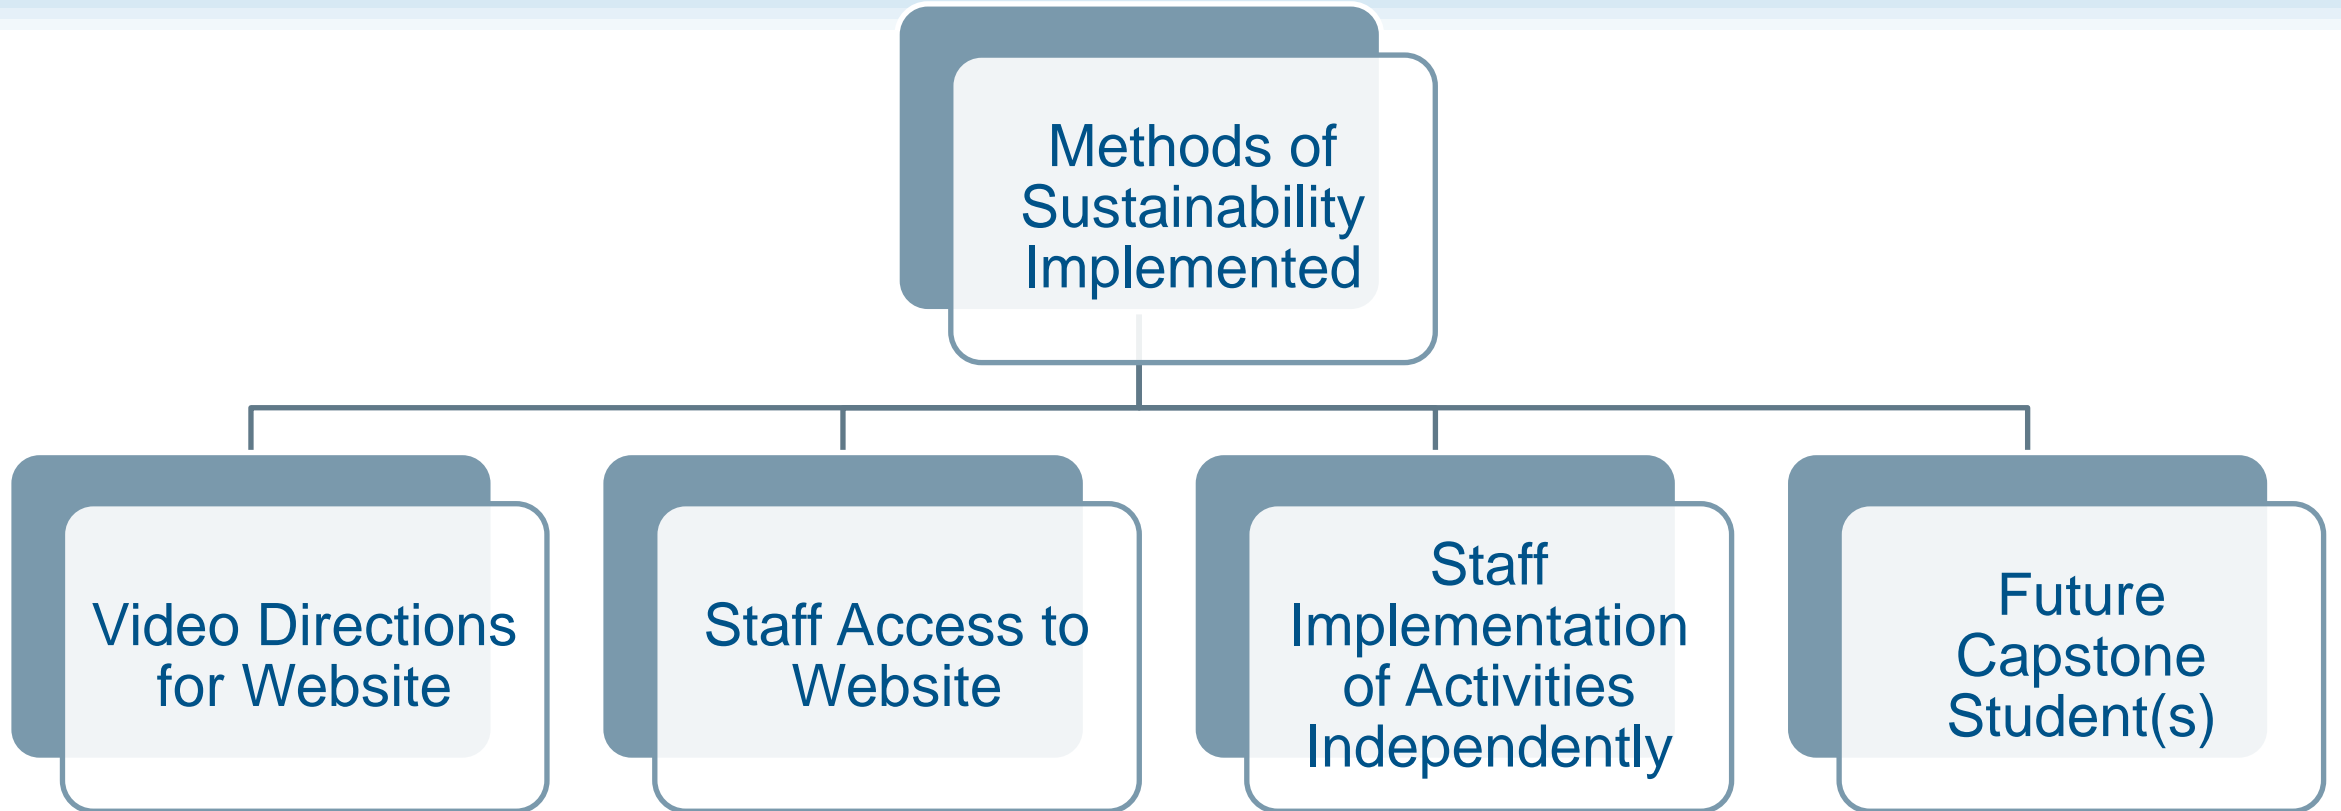 Methods of
Sustainability
Implemented
Video Directions
for Website
Staff Access to
Website
Staff
Implementation
of Activities
Independently
Future
Capstone
Student(s)